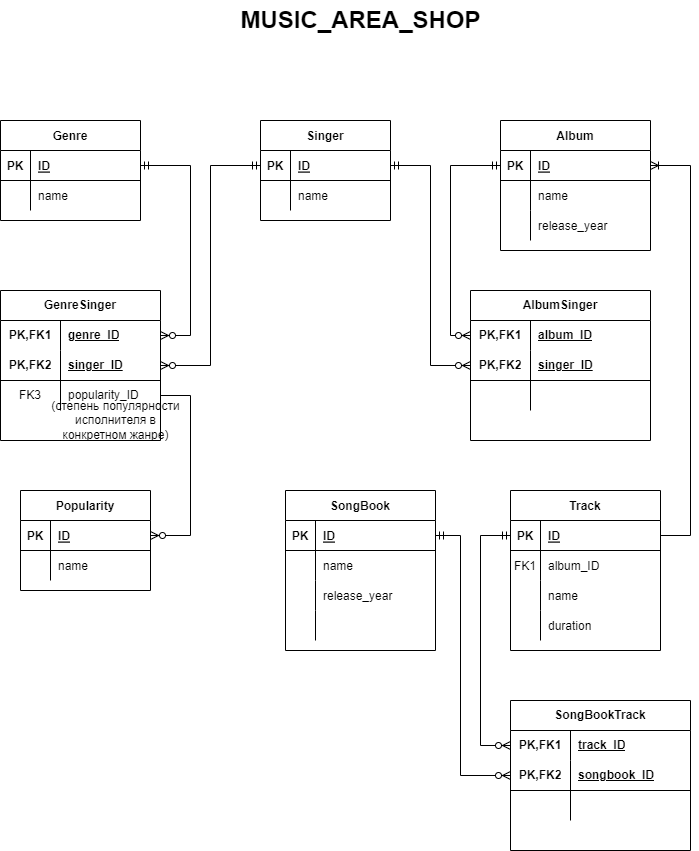 MUSIC_AREA_SHOP
Genre
PK ID
name
Singer
PK ID
name
Album
PK ID
name
release_year
GenreSinger
PK,FK1 genre_ID
PK,FK2 singer_ID
FK3 popularity_ID
(степень популярности
исполнителя в
конкретном жанре)
AlbumSinger
PK,FK1 album_ID
PK,FK2 singer_ID
Popularity
PK ID
name
SongBook
PK ID
name
release_year
Track
PK ID
FK1 album_ID
name
duration
SongBookTrack
PK,FK1 track_ID
PK,FK2 songbook_ID